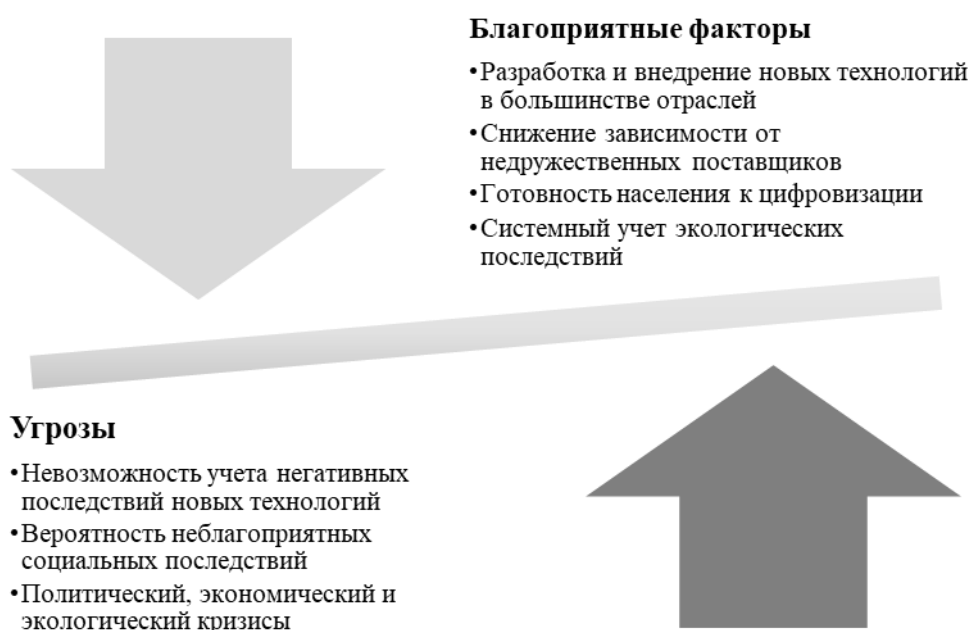 Благоприятные факторы
•Разработка и внедрение новых технологий
в большинстве отраслей
•Снижение зависимости от
недружественных поставщиков
•Готовность населения к цифровизации
•Системный учет экологических
последствий
Угрозы
•Невозможность учета негативных
последствий новых технологий
•Вероятность неблагоприятных
социальных последствий
•Политический, экономический и
экологический кризисы